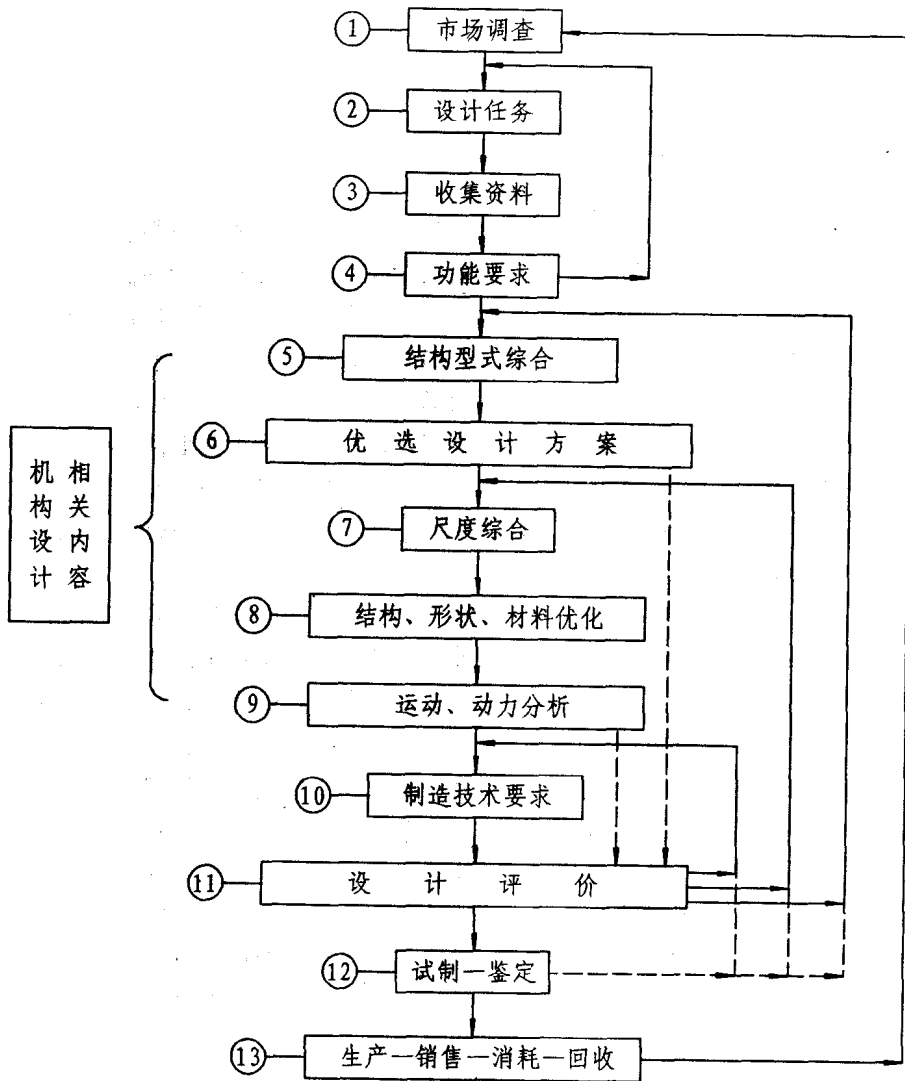 ① 市场调查
② 设计任务
③ 收集资料
④ 功能要求
⑤ 结构型式综合
⑥ 优选设计方案
机构设计
相关内容
⑦ 尺度综合
⑧ 结构、形状、材料优化
⑨ 运动、动力分析
⑩ 制造技术要求
⑪ 设计评价
⑫ 试制—鉴定
⑬ 生产—销售—消耗—回收